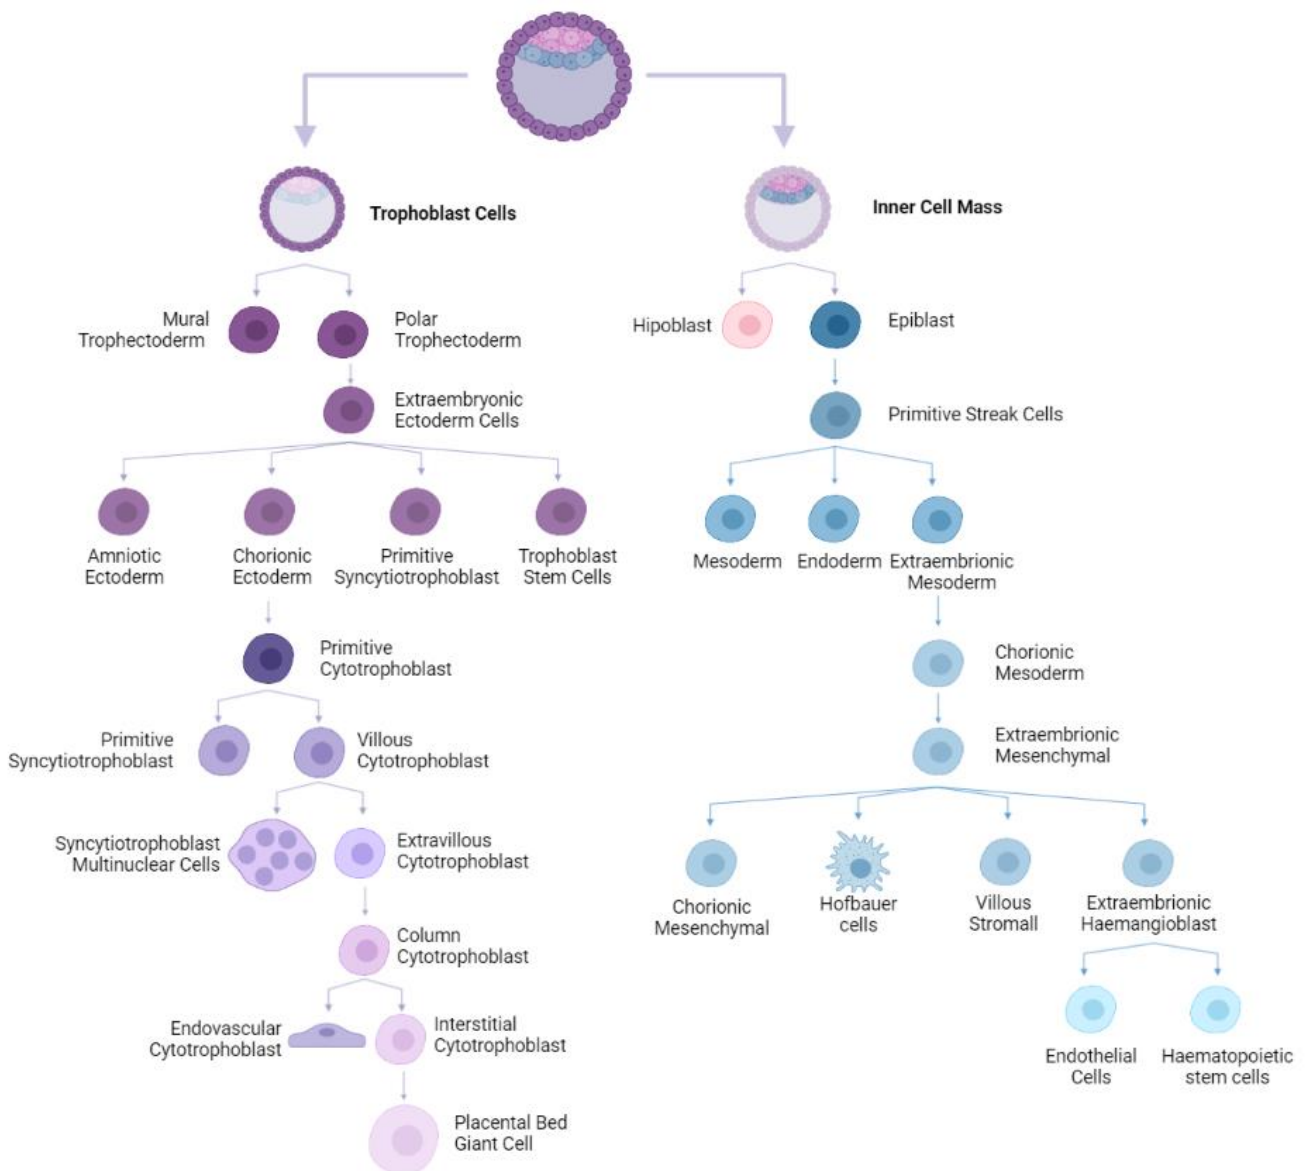 Trophoblast Cells
Inner Cell Mass
Mural
Trophectoderm
Polar
Trophectoderm
Hipoblast
Epiblast
Extraembryonic
Ectoderm Cells
Primitive Streak Cells
Amniotic
Ectoderm
Chorionic
Ectoderm
Primitive
Syncytiotrophoblast
Trophoblast
Stem Cells
Mesoderm
Endoderm
Extraembrionic
Mesoderm
Primitive
Cytotrophoblast
Chorionic
Mesoderm
Primitive
Syncytiotrophoblast
Villous
Cytotrophoblast
Extraembrionic
Mesenchymal
Syncytiotrophoblast
Multinuclear Cells
Extravillous
Cytotrophoblast
Chorionic
Mesenchymal
Hofbauer
cells
Villous
Stromall
Extraembrionic
Haemangioblast
Column
Cytotrophoblast
Endovascular
Cytotrophoblast
Interstitial
Cytotrophoblast
Endothelial
Cells
Haematopoietic
stem cells
Placental Bed
Giant Cell